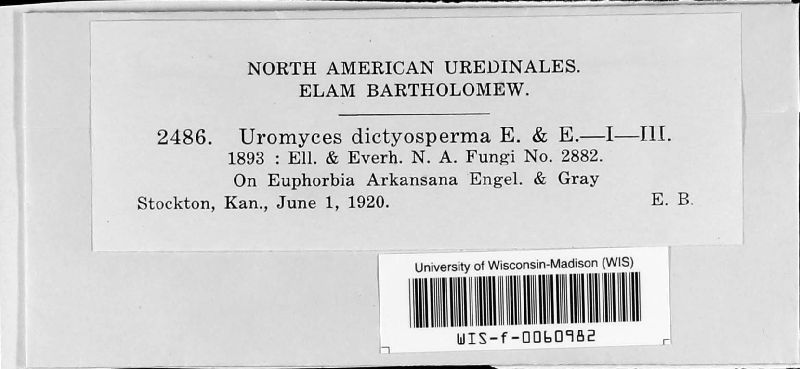 NORTH AMERICAN UREDINALES.
ELAM BARTHOLOMEW.
2486. Uromyces dictyosperma E. & E.—I—III.
1893 : Ell. & Everh. N. A. Fungi No. 2882.
On Euphorbia Arkansana Engel. & Gray
Stockton, Kan., June 1, 1920. E. B.
University of Wisconsin-Madison (WIS)
WIS-f-0060982